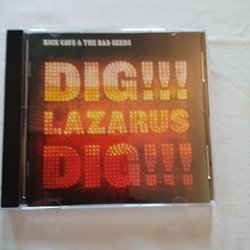 NICK CAVE & THE BAD SEEDS
DIG!!!
LAZARUS
DIG!!!